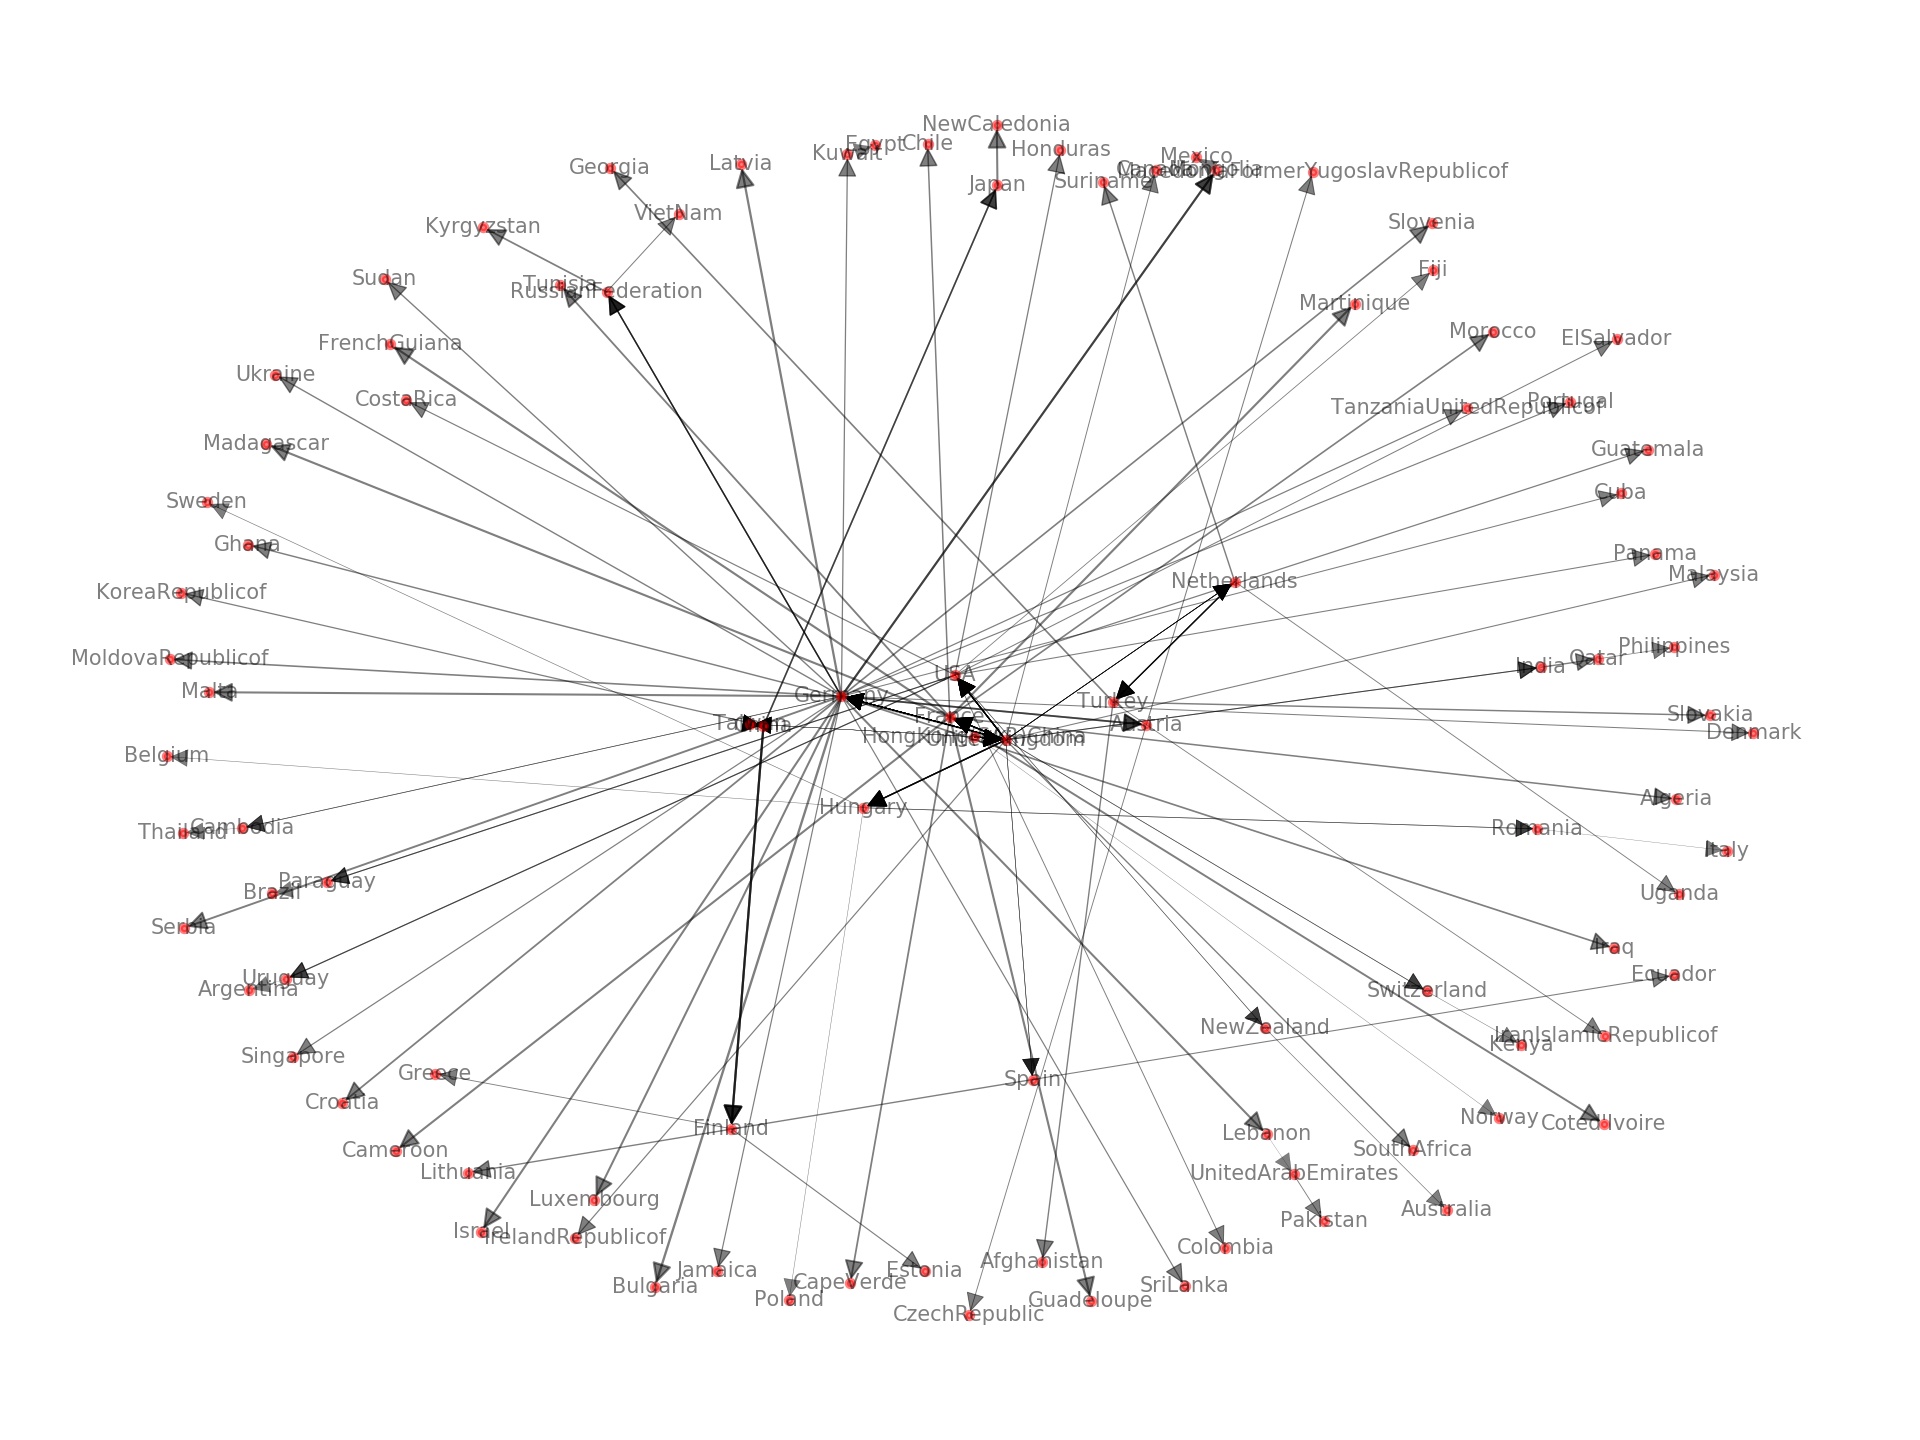 NewCaledonia
Egypt
Chile
Kuwait
Honduras
Mexico
Georgia
Latvia
Canada
Mongolia
MacedoniaFormerYugoslavRepublicof
Japan
Suriname
VietNam
Kyrgyzstan
Slovenia
Fiji
Sudan
Tunisia
RussianFederation
Martinique
Morocco
ElSalvador
FrenchGuiana
Ukraine
CostaRica
TanzaniaUnitedRepublicof
Portugal
Madagascar
Guatemala
Sweden
Cuba
Ghana
Panama
Malaysia
Netherlands
KoreaRepublicof
Philippines
MoldovaRepublicof
India
Qatar
USA
Malta
Germany
Turkey
France
Slovakia
China
Austria
Denmark
UnitedKingdom
Belgium
Algeria
Hungary
Thailand
Cambodia
Romania
Italy
Paraguay
Brazil
Uganda
Serbia
Iraq
Uruguay
Argentina
Ecuador
Switzerland
NewZealand
IranIslamicRepublicof
Kenya
Singapore
Greece
Spain
Croatia
Finland
Norway
CotedIvoire
Lebanon
Cameroon
SouthAfrica
Lithuania
UnitedArabEmirates
Luxembourg
Australia
Pakistan
Israel
IrelandRepublicof
Colombia
Jamaica
Estonia
Afghanistan
Bulgaria
CapeVerde
SriLanka
Poland
Guadeloupe
CzechRepublic